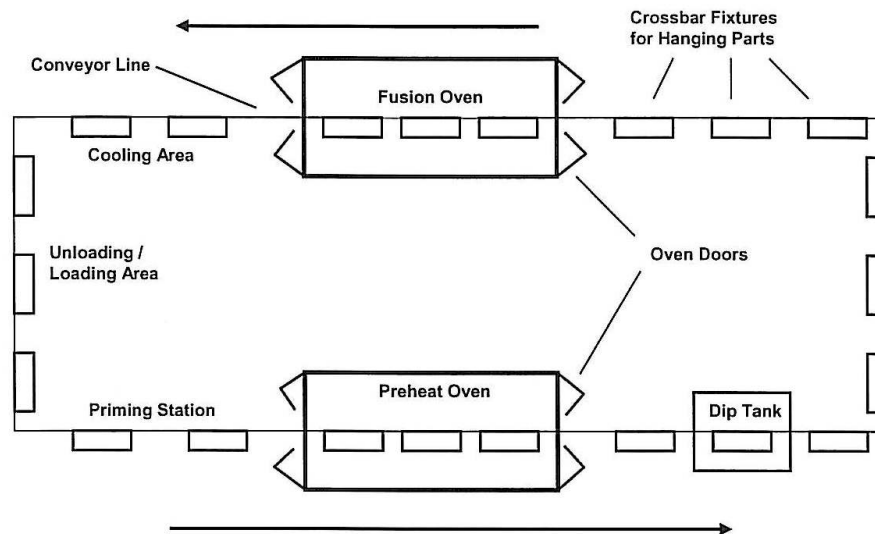 Crossbar Fixtures
for Hanging Parts
Conveyor Line
Fusion Oven
Cooling Area
Unloading /
Loading Area
Oven Doors
Preheat Oven
Priming Station
Dip Tank